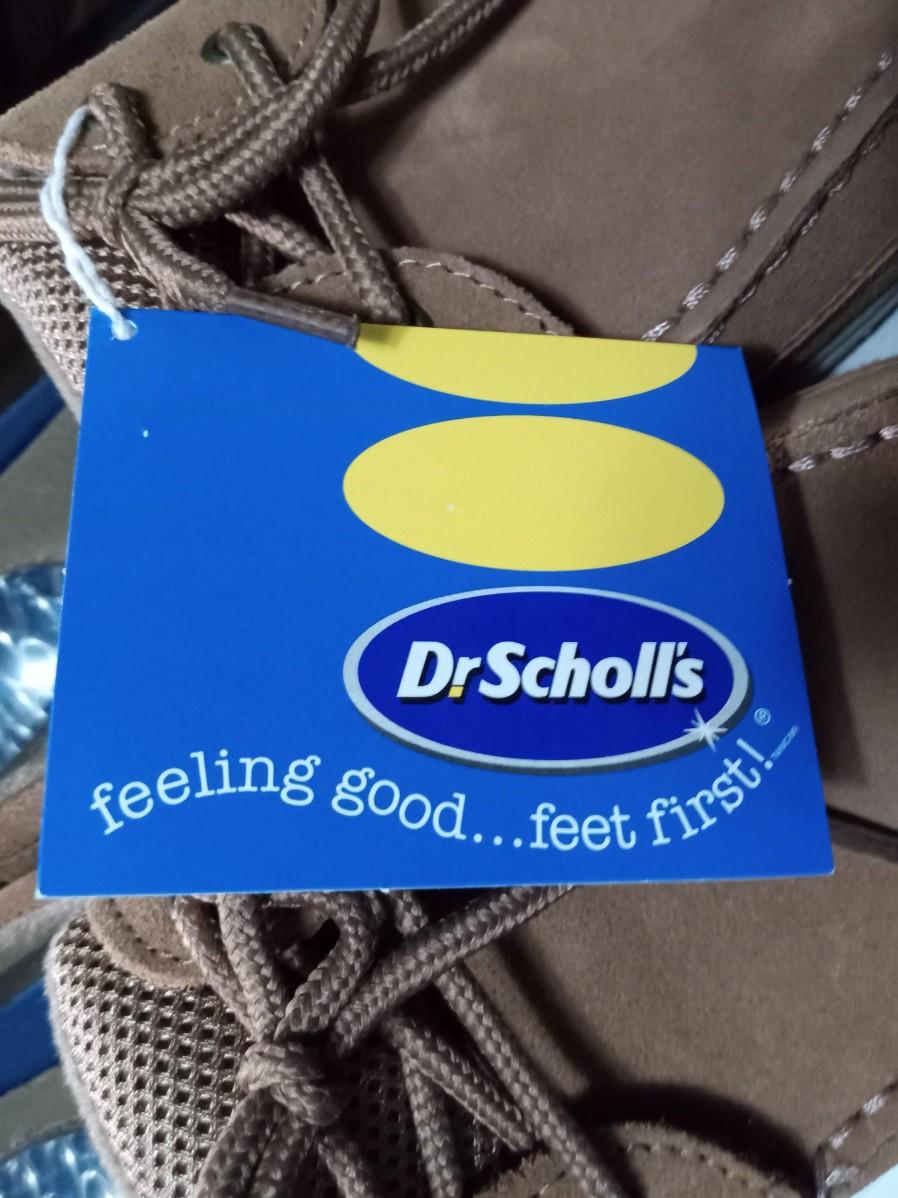 Dr Scholl's
®
feeling good...feet first!